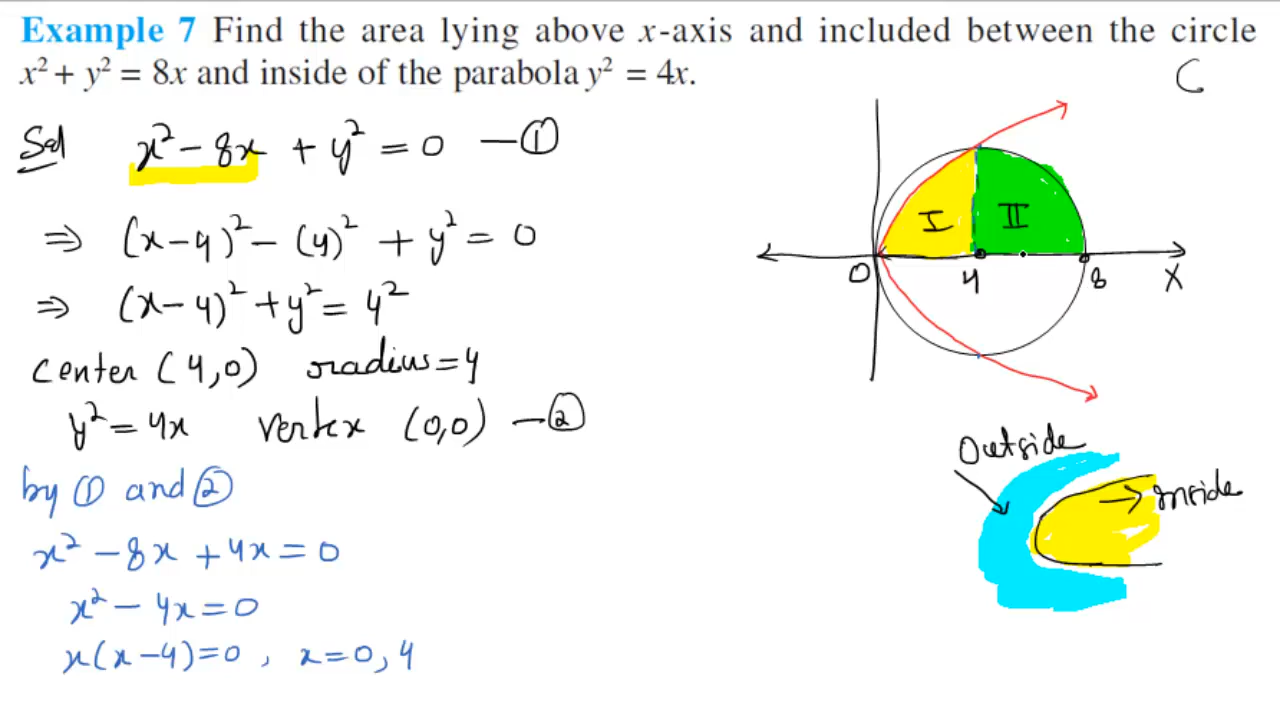 Example 7 Find the area lying above x-axis and included between the circle
x² + y² = 8x and inside of the parabola y² = 4x.
Sol x² - 8x + y² = 0 —①
⇒ (x-4)² - (4)² + y² = 0
⇒ (x-4)² + y² = 4²
center (4,0) radius=4
y² = 4x vertex (0,0) —②
by ① and ②
x² - 8x + 4x = 0
x² - 4x = 0
x(x-4)=0, x=0,4
C
I II
O 4 8 X
Outside
inside